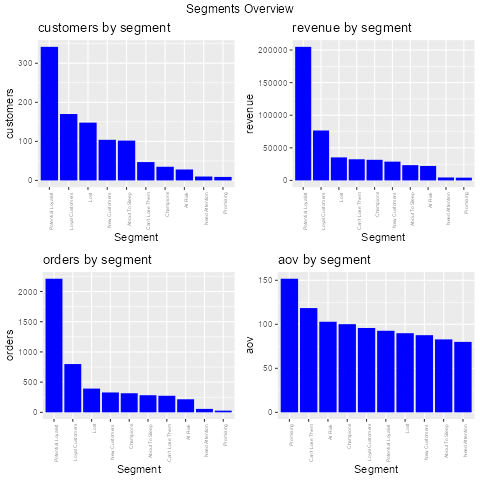 Segments Overview
customers by segment
customers
300
200
100
0
Potential Loyalist
Loyal Customers
Lost
New Customers
About To Sleep
Can't Lose Them
Champions
At Risk
Need Attention
Promising
Segment
revenue by segment
revenue
200000
150000
100000
50000
0
Potential Loyalist
Loyal Customers
Lost
Can't Lose Them
Champions
New Customers
About To Sleep
At Risk
Need Attention
Promising
Segment
orders by segment
orders
2000
1500
1000
500
0
Potential Loyalist
Loyal Customers
Lost
New Customers
Champions
About To Sleep
Can't Lose Them
At Risk
Need Attention
Promising
Segment
aov by segment
aov
150
100
50
0
Promising
Can't Lose Them
At Risk
Champions
Loyal Customers
Potential Loyalist
Lost
New Customers
About To Sleep
Need Attention
Segment